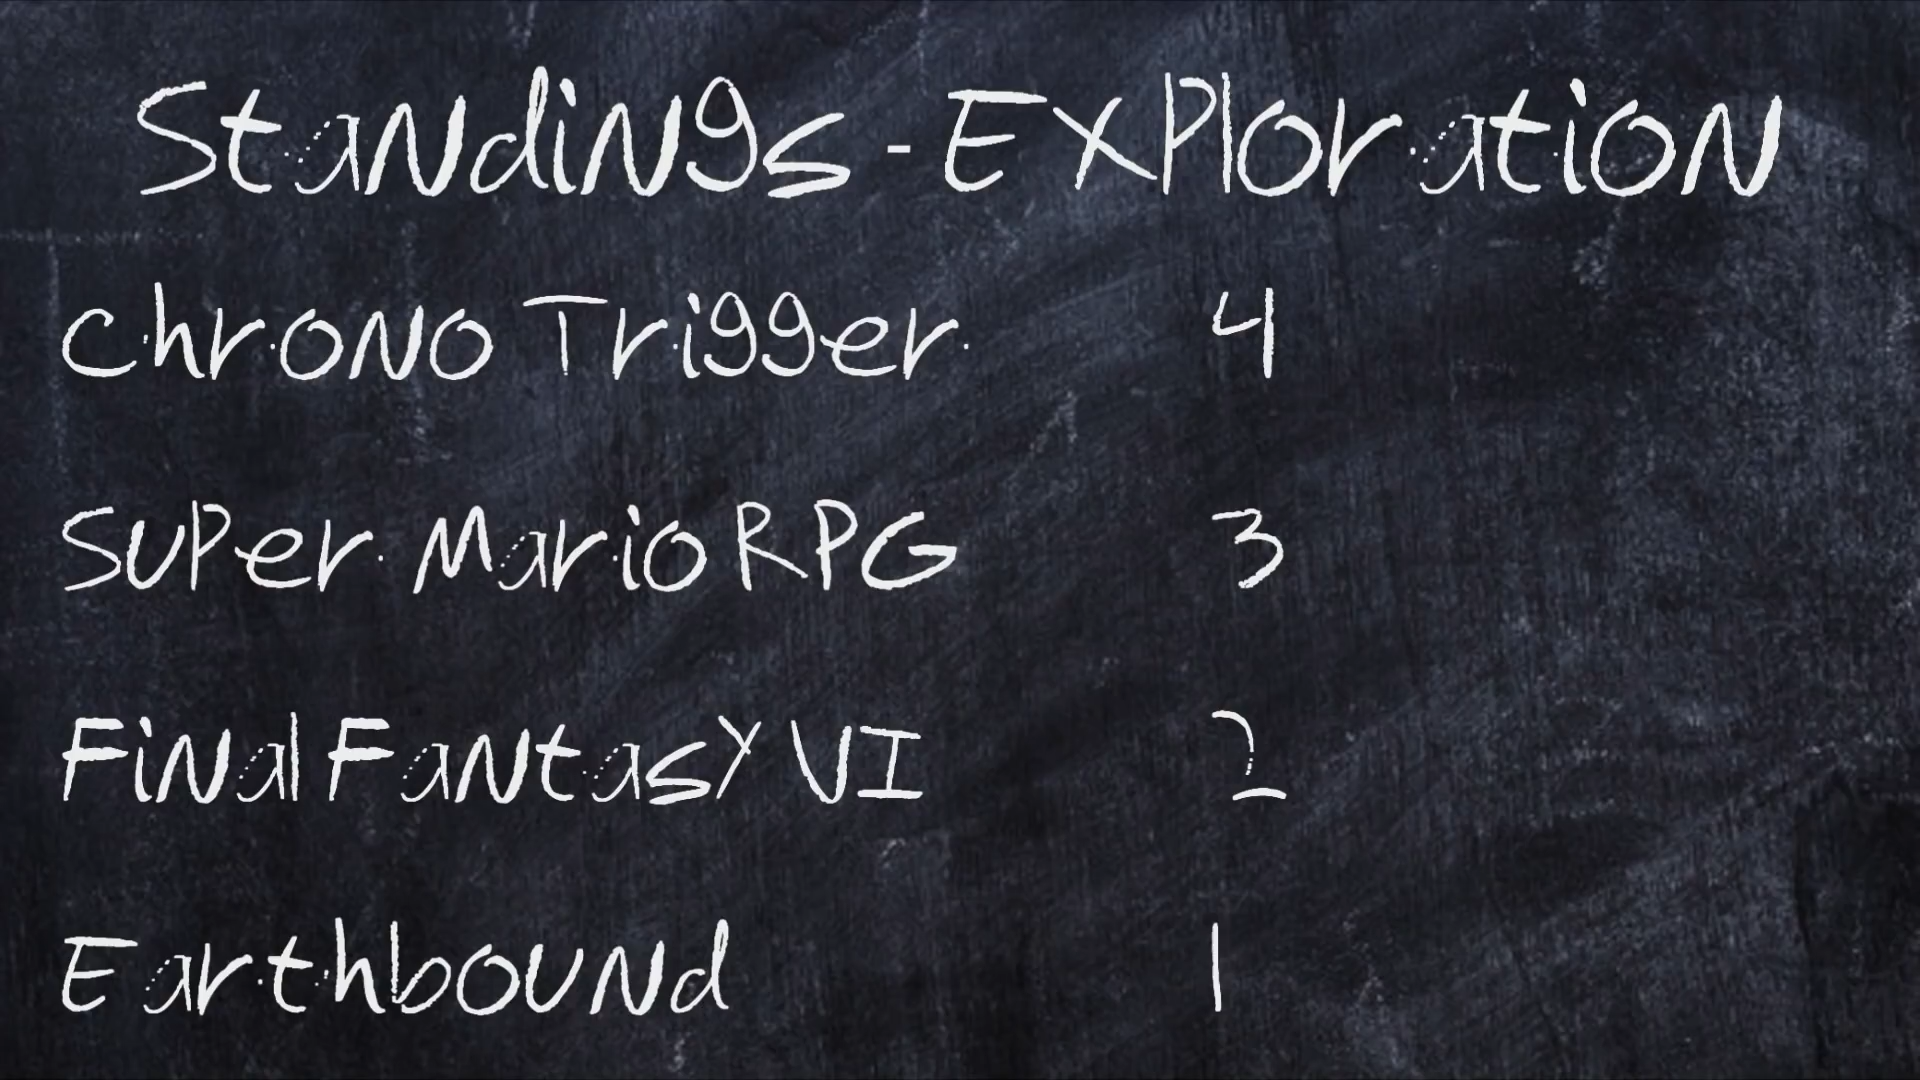 Standings - Exploration
Chrono Trigger 4
Super Mario RPG 3
Final Fantasy VI 2
Earthbound 1